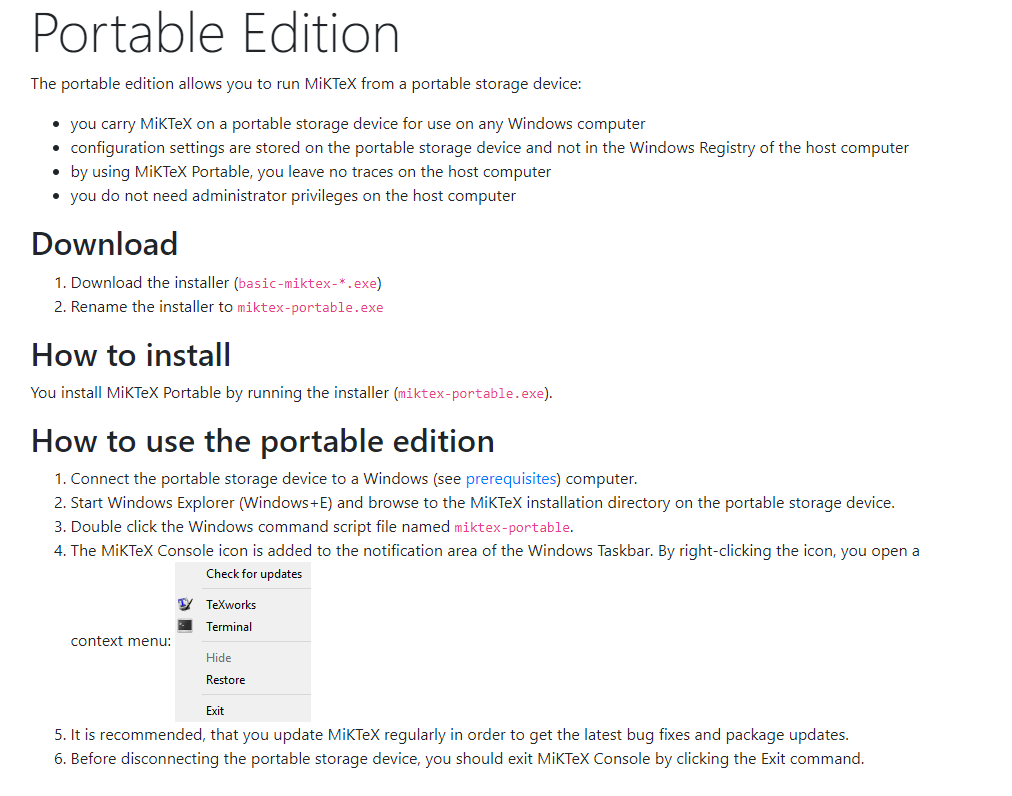 Portable Edition
The portable edition allows you to run MiKTeX from a portable storage device:
• you carry MiKTeX on a portable storage device for use on any Windows computer
• configuration settings are stored on the portable storage device and not in the Windows Registry of the host computer
• by using MiKTeX Portable, you leave no traces on the host computer
• you do not need administrator privileges on the host computer
Download
1. Download the installer (basic-miktex-*.exe)
2. Rename the installer to miktex-portable.exe
How to install
You install MiKTeX Portable by running the installer (miktex-portable.exe).
How to use the portable edition
1. Connect the portable storage device to a Windows (see prerequisites) computer.
2. Start Windows Explorer (Windows+E) and browse to the MiKTeX installation directory on the portable storage device.
3. Double click the Windows command script file named miktex-portable.
4. The MiKTeX Console icon is added to the notification area of the Windows Taskbar. By right-clicking the icon, you open a
context menu:
Check for updates
TeXworks
Terminal
Hide
Restore
Exit
5. It is recommended, that you update MiKTeX regularly in order to get the latest bug fixes and package updates.
6. Before disconnecting the portable storage device, you should exit MiKTeX Console by clicking the Exit command.